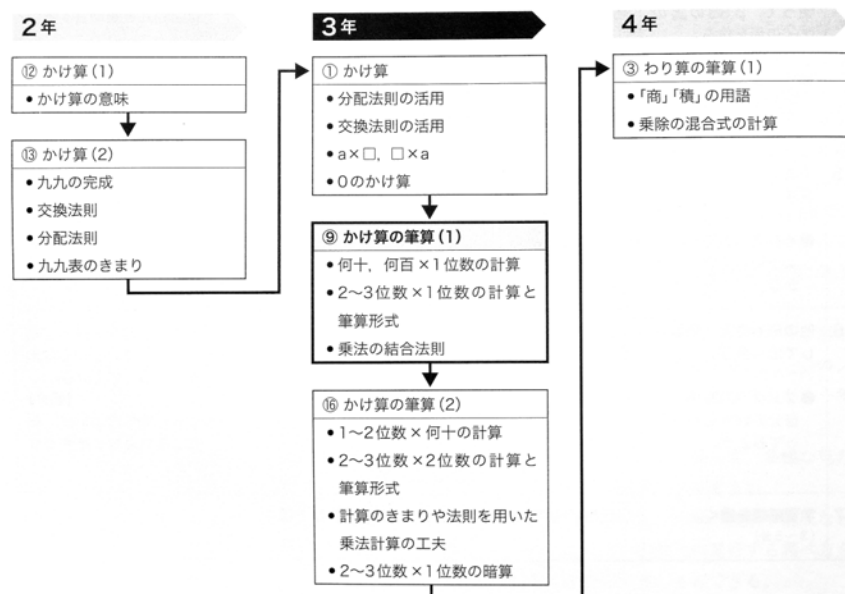 2年
⑫ かけ算(1)
• かけ算の意味
⑬ かけ算(2)
• 九九の完成
• 交換法則
• 分配法則
• 九九表のきまり
3年
① かけ算
• 分配法則の活用
• 交換法則の活用
• a×□, □×a
• 0のかけ算
⑨ かけ算の筆算(1)
• 何十, 何百×1位数の計算
• 2〜3位数×1位数の計算と
筆算形式
• 乗法の結合法則
⑯ かけ算の筆算(2)
• 1〜2位数×何十の計算
• 2〜3位数×2位数の計算と
筆算形式
• 計算のきまりや法則を用いた
乗法計算の工夫
• 2〜3位数×1位数の暗算
4年
③ わり算の筆算(1)
• 「商」「積」の用語
• 乗除の混合式の計算